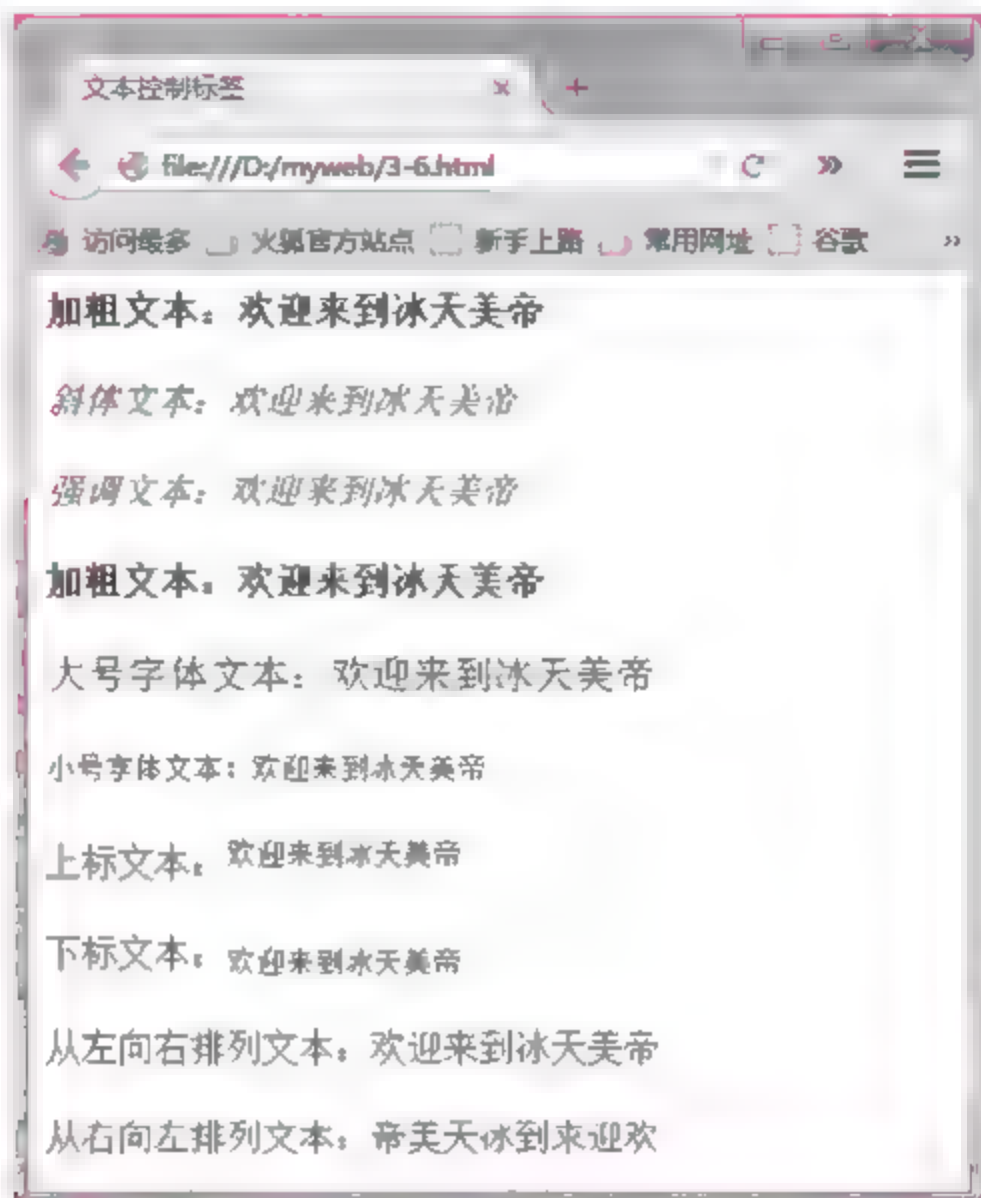 文本控制标签
file:///D:/myweb/3-6.html
访问最多 火狐官方站点 新手上路 常用网址 谷歌
加粗文本：欢迎来到冰天美帝
斜体文本：欢迎来到冰天美帝
强调文本：欢迎来到冰天美帝
加粗文本：欢迎来到冰天美帝
大号字体文本：欢迎来到冰天美帝
小号字体文本：欢迎来到冰天美帝
上标文本：欢迎来到冰天美帝
下标文本：欢迎来到冰天美帝
从左向右排列文本：欢迎来到冰天美帝
从右向左排列文本：帝美天冰到来迎欢